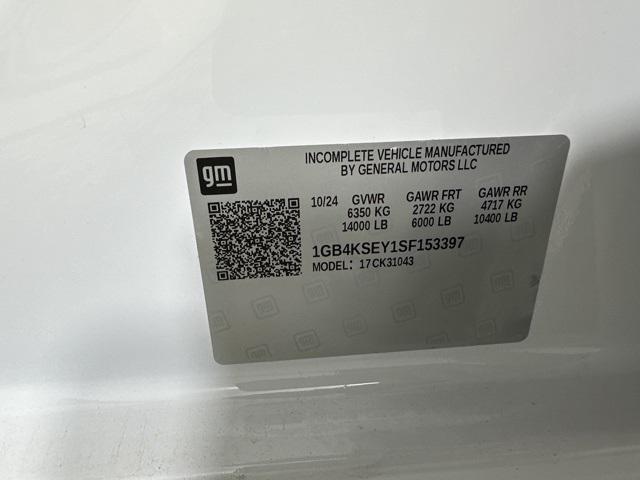 gm
INCOMPLETE VEHICLE MANUFACTURED
BY GENERAL MOTORS LLC
10/24 GVWR GAWR FRT GAWR RR
6350 KG 2722 KG 4717 KG
14000 LB 6000 LB 10400 LB
1GB4KSEY1SF153397
MODEL: 17CK31043